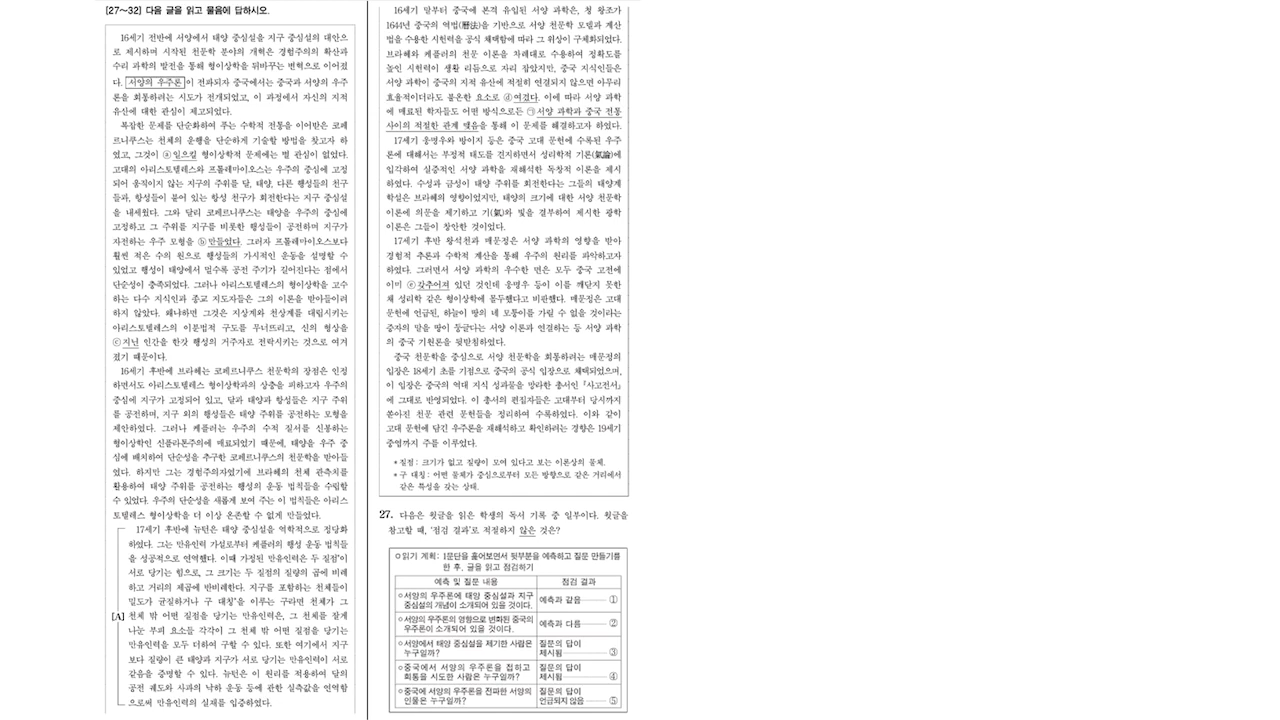 [27~32] 다음 글을 읽고 물음에 답하시오.
16세기 전반에 서양에서 태양 중심설을 지구 중심설의 대안으
로 제시하며 시작된 천문학 분야의 개혁은 경험주의의 확산과
수리 과학의 발전을 통해 형이상학을 뒤바꾸는 변혁으로 이어졌
다. 서양의 우주론이 전파되자 중국에서는 중국과 서양의 우주
론을 회통하려는 시도가 전개되었고, 이 과정에서 자신의 지적
유산에 대한 관심이 제고되었다.
복잡한 문제를 단순화하여 푸는 수학적 전통을 이어받은 코페
르니쿠스는 천체의 운행을 단순하게 기술할 방법을 찾고자 하
였고, 그것이 ⓐ일으킬 형이상학적 문제에는 별 관심이 없었다.
고대의 아리스토텔레스와 프톨레마이오스는 우주의 중심에 고정
되어 움직이지 않는 지구의 주위를 달, 태양, 다른 행성들의 천구
들과, 항성들이 붙어 있는 항성 천구가 회전한다는 지구 중심설
을 내세웠다. 그와 달리 코페르니쿠스는 태양을 우주의 중심에
고정하고 그 주위를 지구를 비롯한 행성들이 공전하며 지구가
자전하는 우주 모형을 ⓑ만들었다. 그러자 프톨레마이오스보다
훨씬 적은 수의 원으로 행성들의 가시적인 운동을 설명할 수
있었고 행성이 태양에서 멀수록 공전 주기가 길어진다는 점에서
단순성이 충족되었다. 그러나 아리스토텔레스의 형이상학을 고수
하는 다수 지식인과 종교 지도자들은 그의 이론을 받아들이려
하지 않았다. 왜냐하면 그것은 지상계와 천상계를 대립시키는
아리스토텔레스의 이분법적 구도를 무너뜨리고, 신의 형상을
ⓒ지닌 인간을 한갓 행성의 거주자로 전락시키는 것으로 여겨
졌기 때문이다.
16세기 후반에 브라헤는 코페르니쿠스 천문학의 장점은 인정
하면서도 아리스토텔레스 형이상학과의 상충을 피하고자 우주의
중심에 지구가 고정되어 있고, 달과 태양과 항성들은 지구 주위
를 공전하며, 지구 외의 행성들은 태양 주위를 공전하는 모형을
제안하였다. 그러나 케플러는 우주의 수적 질서를 신봉하는
형이상학인 신플라톤주의에 매료되었기 때문에, 태양을 우주 중
심에 배치하여 단순성을 추구한 코페르니쿠스의 천문학을 받아들
였다. 하지만 그는 경험주의자였기에 브라헤의 천체 관측치를
활용하여 태양 주위를 공전하는 행성의 운동 법칙들을 수립할
수 있었다. 우주의 단순성을 새롭게 보여 주는 이 법칙들은 아리스
토텔레스 형이상학을 더 이상 온존할 수 없게 만들었다.
17세기 후반에 뉴턴은 태양 중심설을 역학적으로 정당화
하였다. 그는 만유인력 가설로부터 케플러의 행성 운동 법칙들
을 성공적으로 연역했다. 이때 가정된 만유인력은 두 질점*이
서로 당기는 힘으로, 그 크기는 두 질점의 질량의 곱에 비례
하고 거리의 제곱에 반비례한다. 지구를 포함하는 천체들이
밀도가 균질하거나 구 대칭*을 이루는 구라면 천체가 그
[A] 천체 밖 어떤 질점을 당기는 만유인력은, 그 천체를 잘게
나눈 부피 요소들 각각이 그 천체 밖 어떤 질점을 당기는
만유인력을 모두 더하여 구할 수 있다. 또한 여기에서 지구
보다 질량이 큰 태양과 지구가 서로 당기는 만유인력이 서로
같음을 증명할 수 있다. 뉴턴은 이 원리를 적용하여 달의
공전 궤도와 사과의 낙하 운동 등에 관한 실측값을 연역함
으로써 만유인력의 실재를 입증하였다.
16세기 말부터 중국에 본격 유입된 서양 과학은, 청 왕조가
1644년 중국의 역법(曆法)을 기반으로 서양 천문학 모델과 계산
법을 수용한 시헌력을 공식 채택함에 따라 그 위상이 구체화되었다.
브라헤와 케플러의 천문 이론을 차례대로 수용하여 정확도를
높인 시헌력이 생활 리듬으로 자리 잡았지만, 중국 지식인들은
서양 과학이 중국의 지적 유산에 적절히 연결되지 않으면 아무리
효율적이더라도 불온한 요소로 ⓓ여겼다. 이에 따라 서양 과학
에 매료된 학자들도 어떤 방식으로든 ㉠서양 과학과 중국 전통
사이의 적절한 관계 맺음을 통해 이 문제를 해결하고자 하였다.
17세기 웅명우와 방이지 등은 중국 고대 문헌에 수록된 우주
론에 대해서는 부정적 태도를 견지하면서 성리학적 기론(氣論)에
입각하여 실증적인 서양 과학을 재해석한 독창적 이론을 제시
하였다. 수성과 금성이 태양 주위를 회전한다는 그들의 태양계
학설은 브라헤의 영향이었지만, 태양의 크기에 대한 서양 천문학
이론에 의문을 제기하고 기(氣)와 빛을 결부하여 제시한 광학
이론은 그들이 창안한 것이었다.
17세기 후반 왕석천과 매문정은 서양 과학의 영향을 받아
경험적 추론과 수학적 계산을 통해 우주의 원리를 파악하고자
하였다. 그러면서 서양 과학의 우수한 면은 모두 중국 고전에
이미 ⓔ갖추어져 있던 것인데 웅명우 등이 이를 깨닫지 못한
채 성리학 같은 형이상학에 몰두했다고 비판했다. 매문정은 고대
문헌에 언급된, 하늘이 땅의 네 모퉁이를 가릴 수 없을 것이라는
증자의 말을 땅이 둥글다는 서양 이론과 연결하는 등 서양 과학
의 중국 기원론을 뒷받침하였다.
중국 천문학을 중심으로 서양 천문학을 회통하려는 매문정의
입장은 18세기 초를 기점으로 중국의 공식 입장으로 채택되었으며,
이 입장은 중국의 역대 지식 성과물을 망라한 총서인 『사고전서』
에 그대로 반영되었다. 이 총서의 편집자들은 고대부터 당시까지
쏟아진 천문 관련 문헌들을 정리하여 수록하였다. 이와 같이
고대 문헌에 담긴 우주론을 재해석하고 확인하려는 경향은 19세기
중엽까지 주를 이루었다.
* 질점: 크기가 없고 질량이 모여 있다고 보는 이론상의 물체.
* 구 대칭: 어떤 물체가 중심으로부터 모든 방향으로 같은 거리에서
같은 특성을 갖는 상태.
27. 다음은 윗글을 읽은 학생의 독서 기록 중 일부이다. 윗글을
참고할 때, '점검 결과'로 적절하지 않은 것은?
○읽기 계획: 1문단을 훑어보면서 뒷부분을 예측하고 질문 만들기를
한 후, 글을 읽고 점검하기
예측 및 질문 내용 점검 결과
○서양의 우주론에 태양 중심설과 지구
중심설의 개념이 소개되어 있을 것이다. 예측과 같음 ①
○서양의 우주론의 영향으로 변화된 중국의
우주론이 소개되어 있을 것이다. 예측과 다름 ②
○서양에서 태양 중심설을 제기한 사람은
누구일까? 질문의 답이 제시됨 ③
○중국에서 서양의 우주론을 접하고
회통을 시도한 사람은 누구일까? 질문의 답이 제시됨 ④
○중국에 서양의 우주론을 전파한 서양의
인물은 누구일까? 질문의 답이 언급되지 않음 ⑤